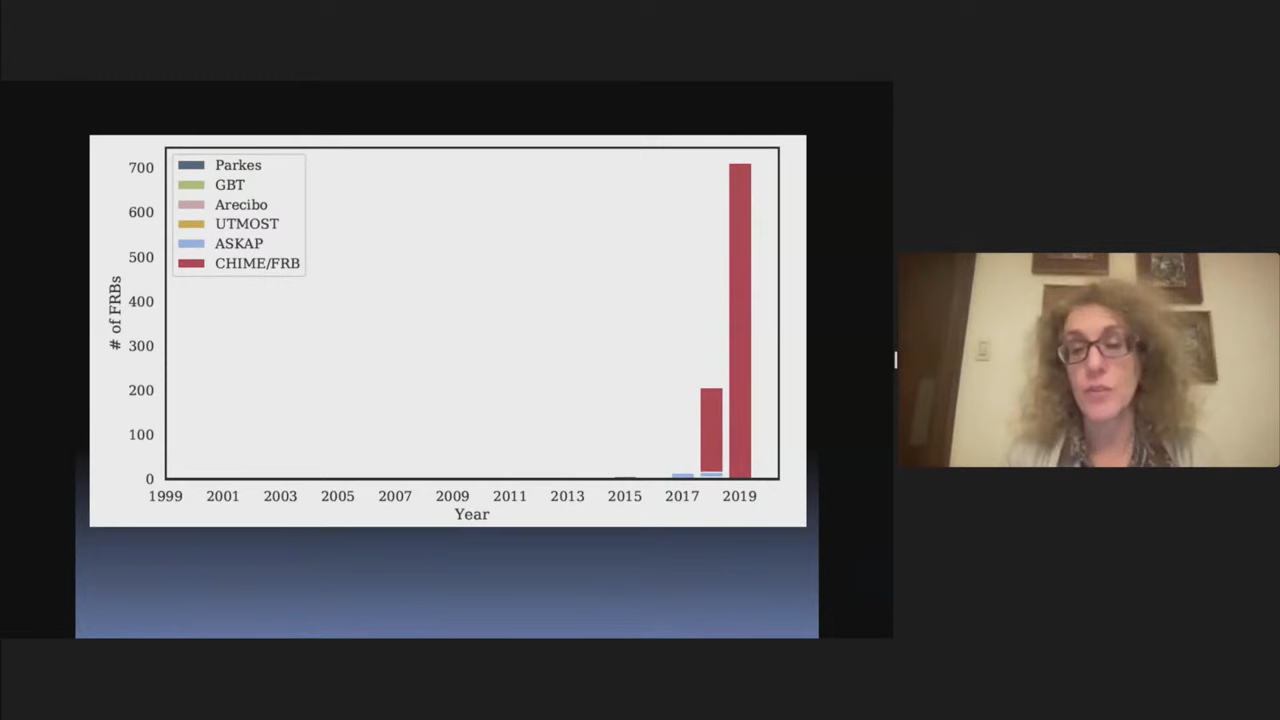 Parkes
GBT
Arecibo
UTMOST
ASKAP
CHIME/FRB
# of FRBs
700
600
500
400
300
200
100
0
1999 2001 2003 2005 2007 2009 2011 2013 2015 2017 2019
Year